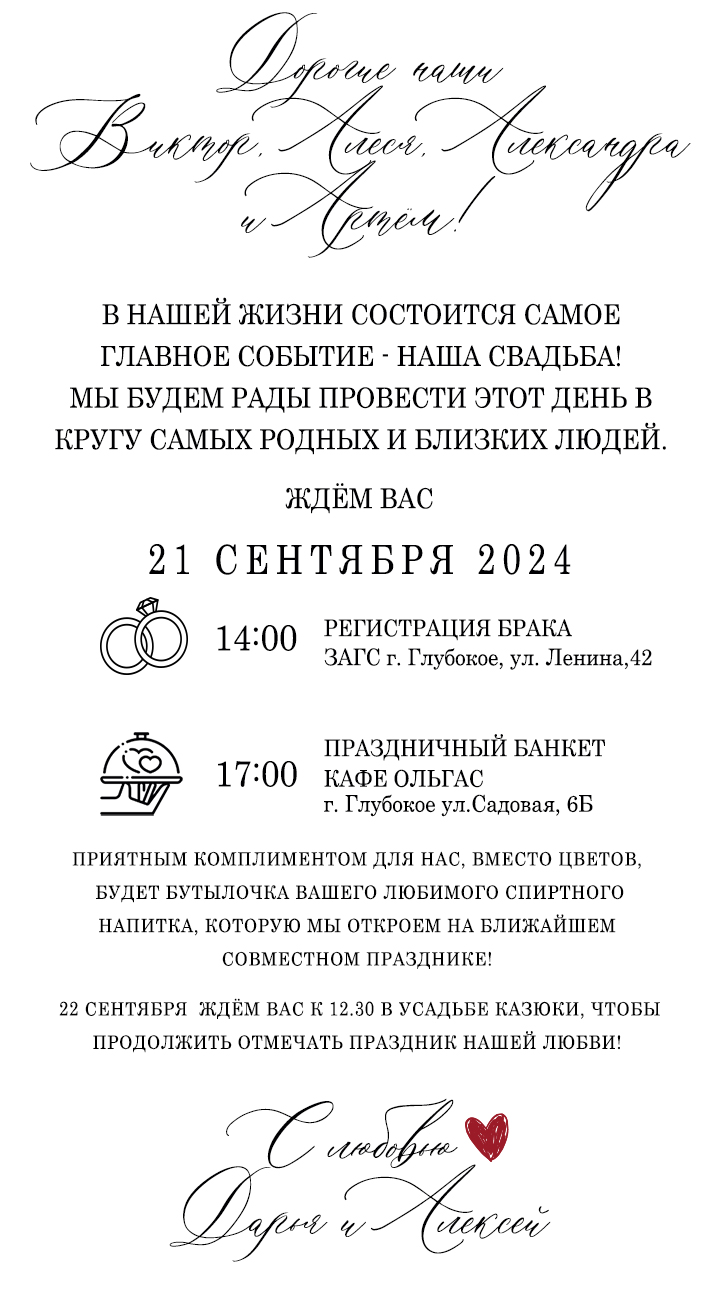 Дорогие наши
Виктор, Алеся, Александра
и Артём!
В НАШЕЙ ЖИЗНИ СОСТОИТСЯ САМОЕ
ГЛАВНОЕ СОБЫТИЕ - НАША СВАДЬБА!
МЫ БУДЕМ РАДЫ ПРОВЕСТИ ЭТОТ ДЕНЬ В
КРУГУ САМЫХ РОДНЫХ И БЛИЗКИХ ЛЮДЕЙ.
ЖДЁМ ВАС
21 СЕНТЯБРЯ 2024
14:00
РЕГИСТРАЦИЯ БРАКА
ЗАГС г. Глубокое, ул. Ленина,42
17:00
ПРАЗДНИЧНЫЙ БАНКЕТ
КАФЕ ОЛЬГАС
г. Глубокое ул.Садовая, 6Б
ПРИЯТНЫМ КОМПЛИМЕНТОМ ДЛЯ НАС, ВМЕСТО ЦВЕТОВ,
БУДЕТ БУТЫЛОЧКА ВАШЕГО ЛЮБИМОГО СПИРТНОГО
НАПИТКА, КОТОРУЮ МЫ ОТКРОЕМ НА БЛИЖАЙШЕМ
СОВМЕСТНОМ ПРАЗДНИКЕ!
22 СЕНТЯБРЯ ЖДЁМ ВАС К 12.30 В УСАДЬБЕ КАЗЮКИ, ЧТОБЫ
ПРОДОЛЖИТЬ ОТМЕЧАТЬ ПРАЗДНИК НАШЕЙ ЛЮБВИ!
С любовью
Дарья и Алексей